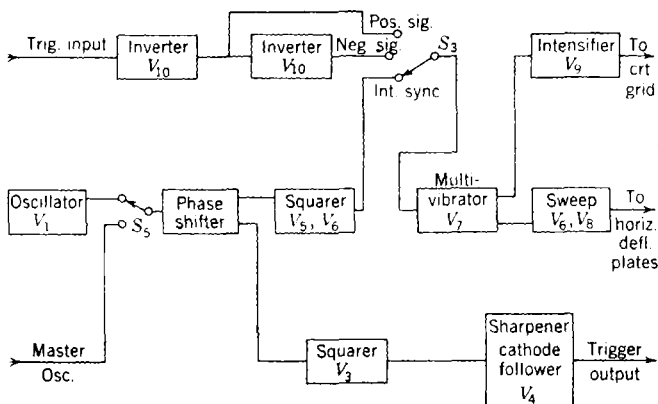 Trig. input
Inverter
V10
Inverter
V10
Pos. sig.
Neg sig.
S3
Int. sync
Intensifier
V9
To
crt
grid
Oscillator
V1
S5
Phase
shifter
Squarer
V5, V6
Multi-
vibrator
V7
Sweep
V6, V8
To
horiz.
defl.
plates
Master
Osc.
Squarer
V3
Sharpener
cathode
follower
V4
Trigger
output